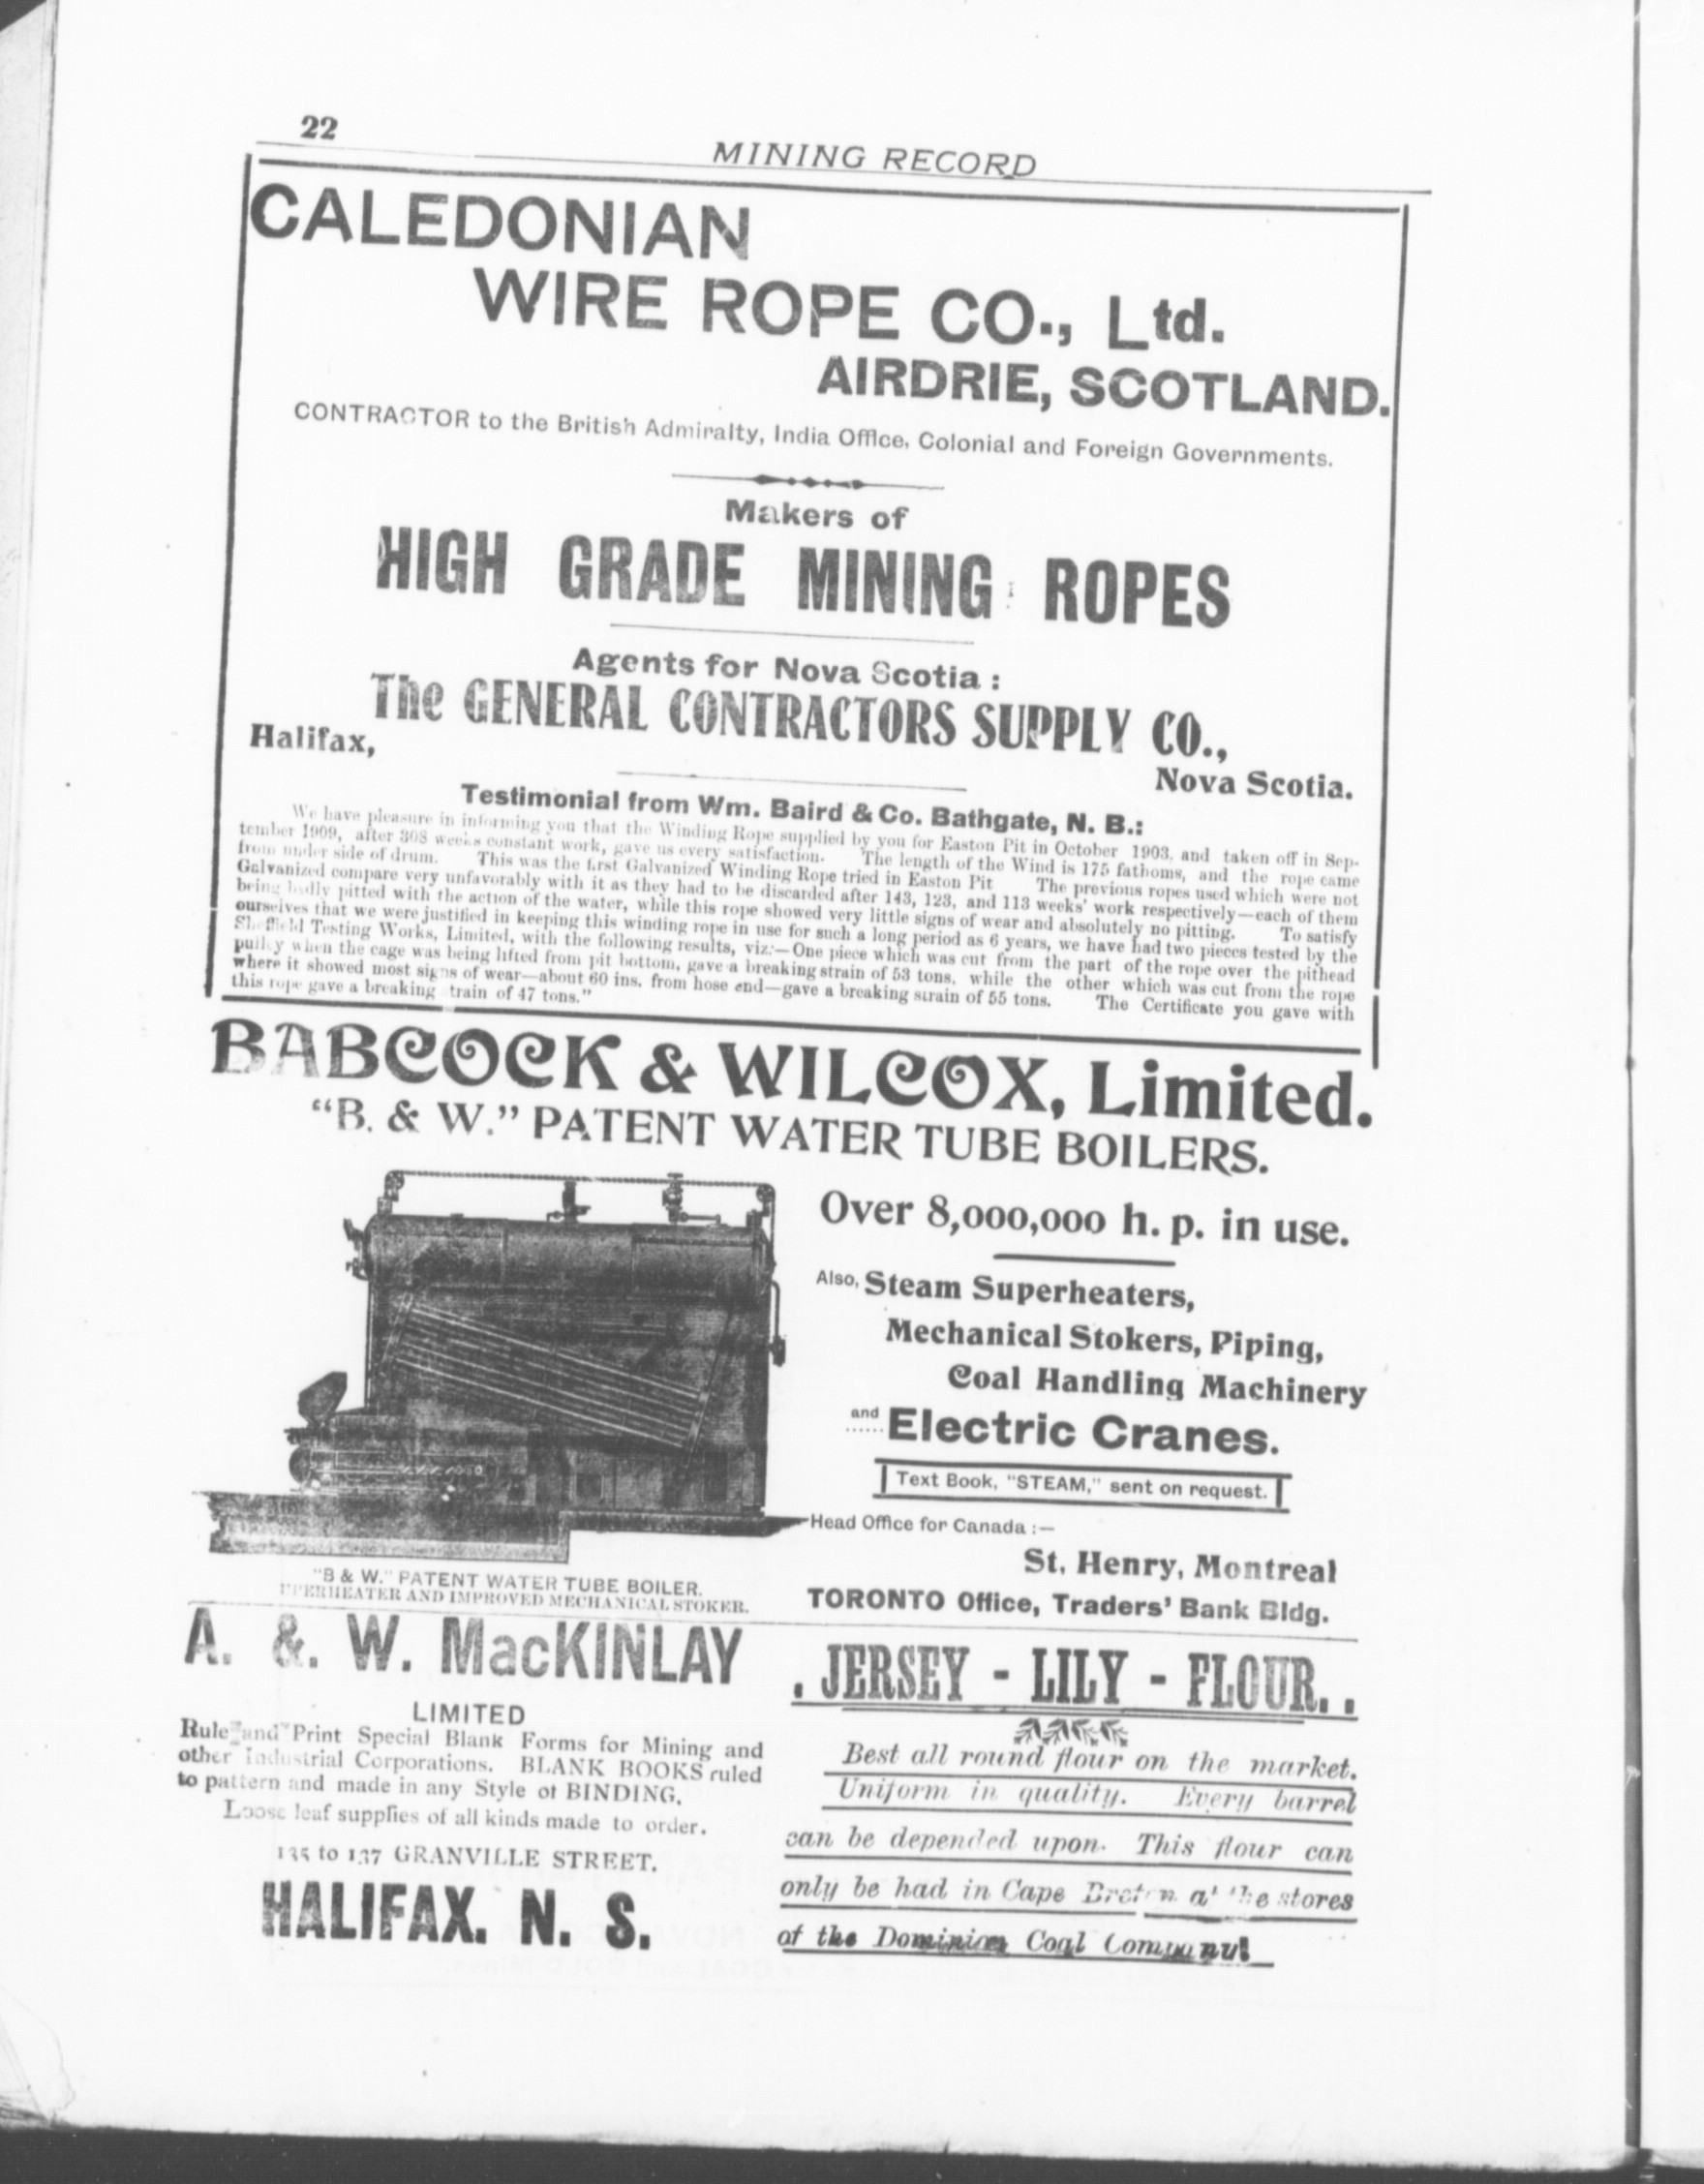 22
MINING RECORD
CALEDONIAN
WIRE ROPE CO., Ltd.
AIRDRIE, SCOTLAND.
CONTRACTOR to the British Admiralty, India Office, Colonial and Foreign Governments.
Makers of
HIGH GRADE MINING ROPES
Agents for Nova Scotia :
The GENERAL CONTRACTORS SUPPLY CO.,
Halifax,
Nova Scotia.
Testimonial from Wm. Baird & Co. Bathgate, N. B.:
We have pleasure in informing you that the Winding Rope supplied by you for Easton Pit in October 1903, and taken off in Sep-
tember 1909, after 308 weeks constant work, gave us every satisfaction. The length of the Wind is 175 fathoms, and the rope came
from under side of drum. This was the first Galvanized Winding Rope tried in Easton Pit The previous ropes used which were not
Galvanized compare very unfavorably with it as they had to be discarded after 143, 123, and 113 weeks' work respectively—each of them
being badly pitted with the action of the water, while this rope showed very little signs of wear and absolutely no pitting. To satisfy
ourselves that we were justified in keeping this winding rope in use for such a long period as 6 years, we have had two pieces tested by the
Sheffield Testing Works, Limited, with the following results, viz:—One piece which was cut from the part of the rope over the pithead
pulley when the cage was being lifted from pit bottom, gave a breaking strain of 53 tons, while the other which was cut from the rope
where it showed most signs of wear—about 60 ins. from hose end—gave a breaking strain of 55 tons. The Certificate you gave with
this rope gave a breaking train of 47 tons."
BABCOCK & WILCOX, Limited.
"B. & W." PATENT WATER TUBE BOILERS.
Over 8,000,000 h. p. in use.
Also, Steam Superheaters,
Mechanical Stokers, Piping,
Coal Handling Machinery
and Electric Cranes.
Text Book, "STEAM," sent on request.
Head Office for Canada :—
St. Henry, Montreal
TORONTO Office, Traders' Bank Bldg.
"B & W." PATENT WATER TUBE BOILER.
UPERHEATER AND IMPROVED MECHANICAL STOKER.
A. &. W. MacKINLAY
LIMITED
Rule and Print Special Blank Forms for Mining and
other Industrial Corporations. BLANK BOOKS ruled
to pattern and made in any Style of BINDING.
Loose leaf supplies of all kinds made to order.
135 to 137 GRANVILLE STREET.
HALIFAX. N. S.
. JERSEY - LILY - FLOUR. .
Best all round flour on the market.
Uniform in quality. Every barrel
can be depended upon. This flour can
only be had in Cape Breton at the stores
of the Dominion Coal Company!